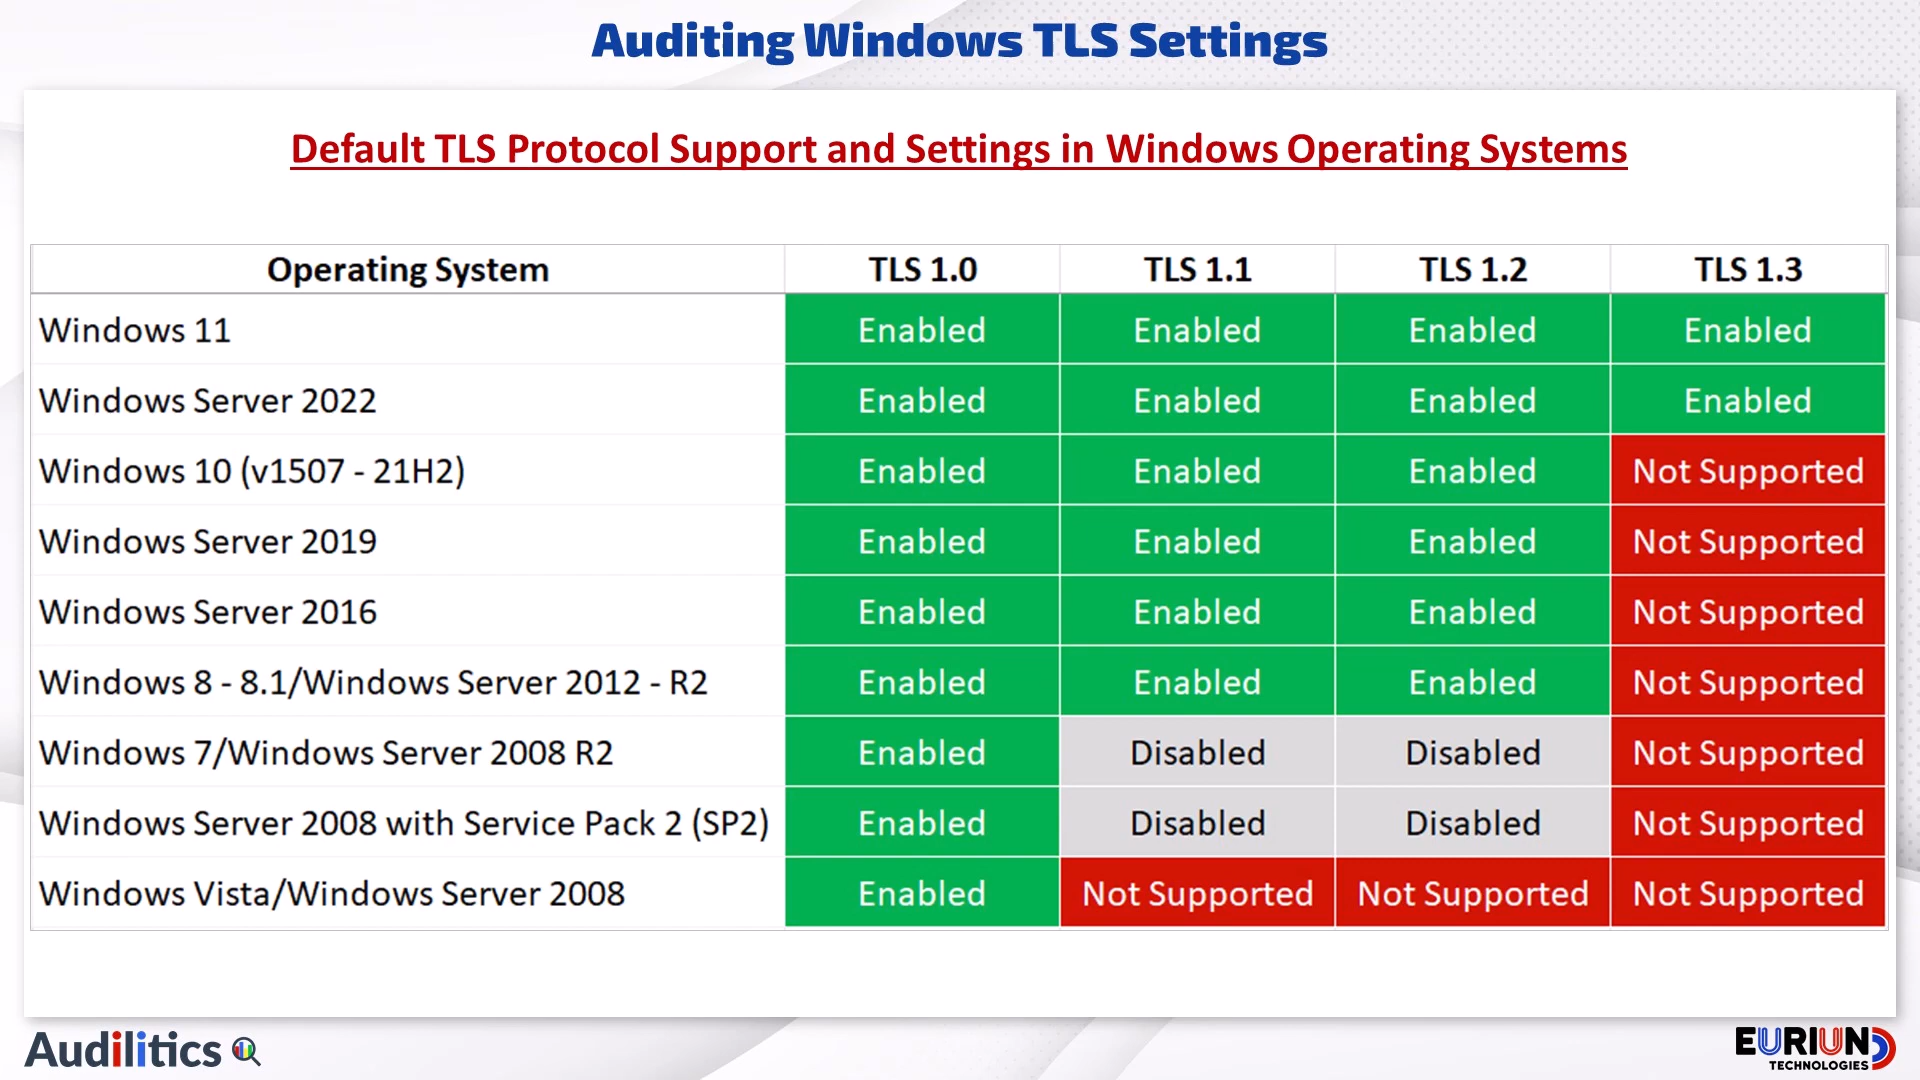 Auditing Windows TLS Settings
Default TLS Protocol Support and Settings in Windows Operating Systems
Operating System TLS 1.0 TLS 1.1 TLS 1.2 TLS 1.3
Windows 11 Enabled Enabled Enabled Enabled
Windows Server 2022 Enabled Enabled Enabled Enabled
Windows 10 (v1507 - 21H2) Enabled Enabled Enabled Not Supported
Windows Server 2019 Enabled Enabled Enabled Not Supported
Windows Server 2016 Enabled Enabled Enabled Not Supported
Windows 8 - 8.1/Windows Server 2012 - R2 Enabled Enabled Enabled Not Supported
Windows 7/Windows Server 2008 R2 Enabled Disabled Disabled Not Supported
Windows Server 2008 with Service Pack 2 (SP2) Enabled Disabled Disabled Not Supported
Windows Vista/Windows Server 2008 Enabled Not Supported Not Supported Not Supported
Audilitics
EURIUN
TECHNOLOGIES